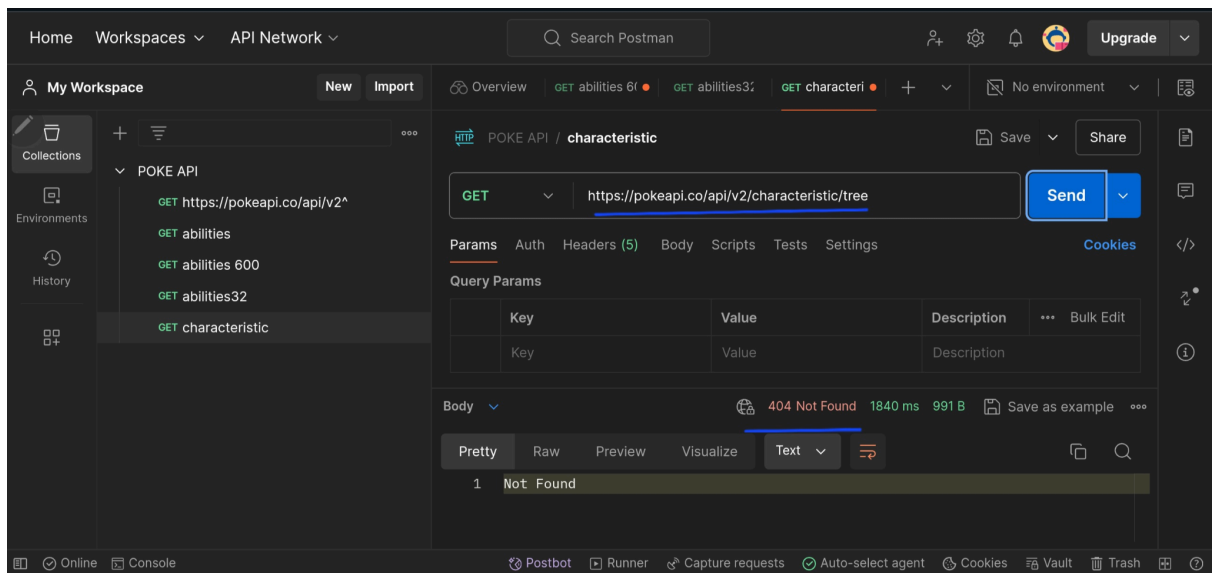 Home Workspaces API Network Search Postman Upgrade
My Workspace New Import Overview GET abilities 6 GET abilities32 GET characteri No environment
Collections
POKE API
POKE API / characteristic Save Share
GET https://pokeapi.co/api/v2^
GET abilities
GET abilities 600
GET abilities32
GET characteristic
Environments
History
GET https://pokeapi.co/api/v2/characteristic/tree Send
Params Auth Headers (5) Body Scripts Tests Settings Cookies
Query Params
Key Value Description Bulk Edit
Key Value Description
Body 404 Not Found 1840 ms 991 B Save as example
Pretty Raw Preview Visualize Text
1 Not Found
Online Console Postbot Runner Capture requests Auto-select agent Cookies Vault Trash